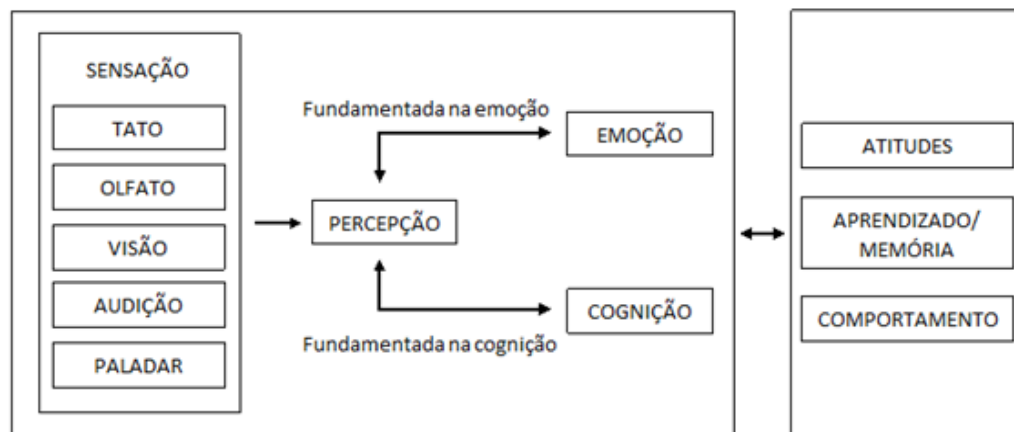 SENSAÇÃO
TATO
OLFATO
VISÃO
AUDIÇÃO
PALADAR
Fundamentada na emoção
EMOÇÃO
PERCEPÇÃO
COGNIÇÃO
Fundamentada na cognição
ATITUDES
APRENDIZADO/
MEMÓRIA
COMPORTAMENTO